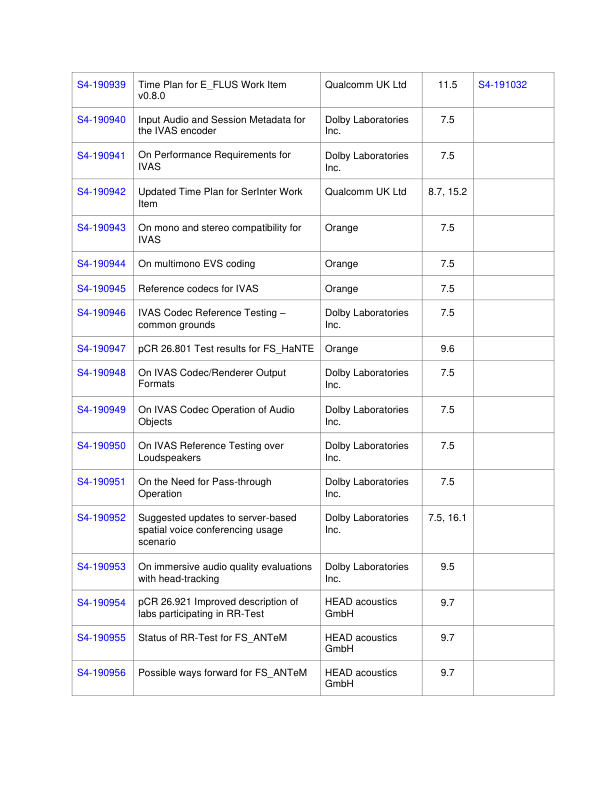 S4-190939 Time Plan for E_FLUS Work Item Qualcomm UK Ltd 11.5 S4-191032
v0.8.0
S4-190940 Input Audio and Session Metadata for Dolby Laboratories 7.5
the IVAS encoder Inc.
S4-190941 On Performance Requirements for Dolby Laboratories 7.5
IVAS Inc.
S4-190942 Updated Time Plan for SerInter Work Qualcomm UK Ltd 8.7, 15.2
Item
S4-190943 On mono and stereo compatibility for Orange 7.5
IVAS
S4-190944 On multimono EVS coding Orange 7.5
S4-190945 Reference codecs for IVAS Orange 7.5
S4-190946 IVAS Codec Reference Testing – Dolby Laboratories 7.5
common grounds Inc.
S4-190947 pCR 26.801 Test results for FS_HaNTE Orange 9.6
S4-190948 On IVAS Codec/Renderer Output Dolby Laboratories 7.5
Formats Inc.
S4-190949 On IVAS Codec Operation of Audio Dolby Laboratories 7.5
Objects Inc.
S4-190950 On IVAS Reference Testing over Dolby Laboratories 7.5
Loudspeakers Inc.
S4-190951 On the Need for Pass-through Dolby Laboratories 7.5
Operation Inc.
S4-190952 Suggested updates to server-based Dolby Laboratories 7.5, 16.1
spatial voice conferencing usage Inc.
scenario
S4-190953 On immersive audio quality evaluations Dolby Laboratories 9.5
with head-tracking Inc.
S4-190954 pCR 26.921 Improved description of HEAD acoustics 9.7
labs participating in RR-Test GmbH
S4-190955 Status of RR-Test for FS_ANTeM HEAD acoustics 9.7
GmbH
S4-190956 Possible ways forward for FS_ANTeM HEAD acoustics 9.7
GmbH